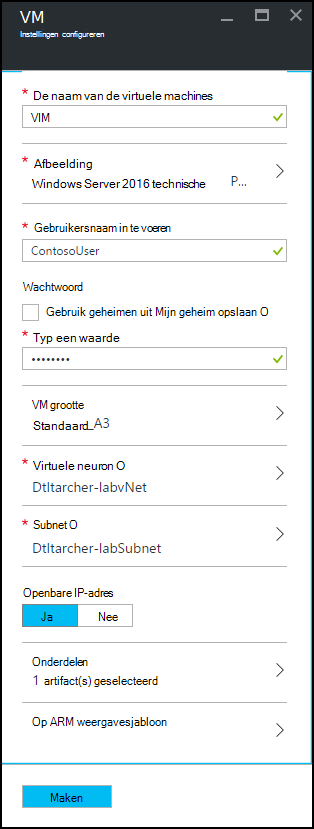 VM
Instellingen configureren
* De naam van de virtuele machines
VIM
* Afbeelding
Windows Server 2016 technische P...
* Gebruikersnaam in te voeren
ContosoUser
Wachtwoord
Gebruik geheimen uit Mijn geheim opslaan O
* Typ een waarde
••••••••
VM grootte
Standaard_A3
* Virtuele neuron O
Dtltarcher-labvNet
* Subnet O
Dtltarcher-labSubnet
Openbare IP-adres
Ja Nee
Onderdelen
1 artifact(s) geselecteerd
Op ARM weergavesjabloon
Maken